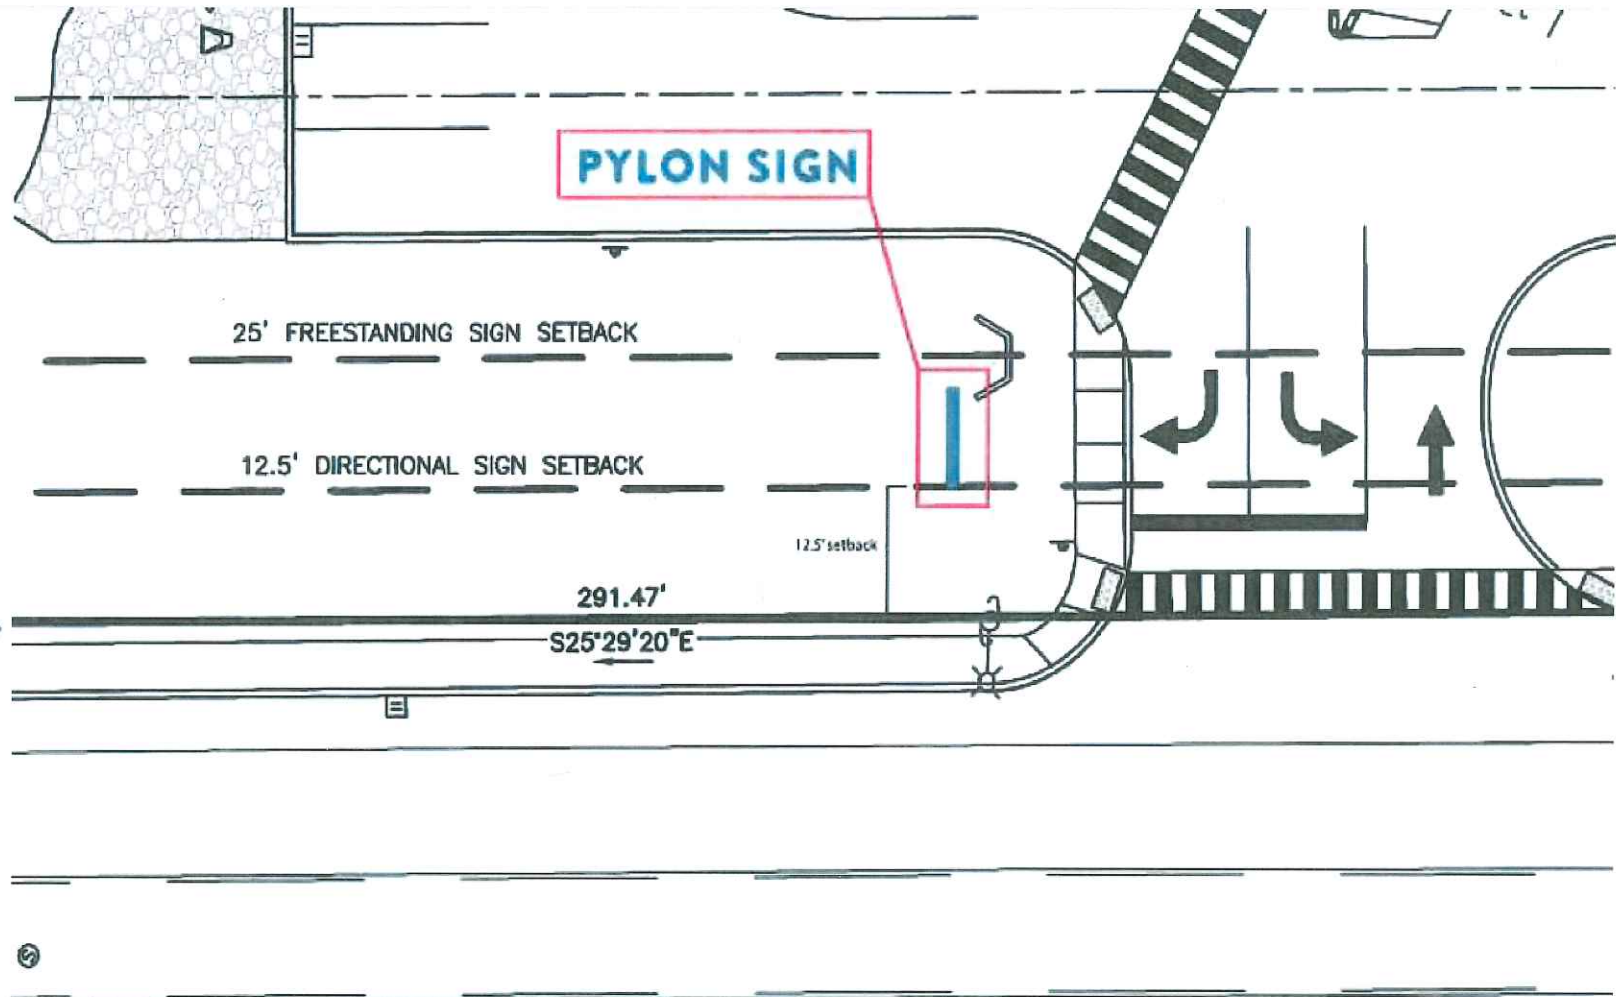 PYLON SIGN
25' FREESTANDING SIGN SETBACK
12.5' DIRECTIONAL SIGN SETBACK
12.5' setback
291.47'
S25°29'20"E
S